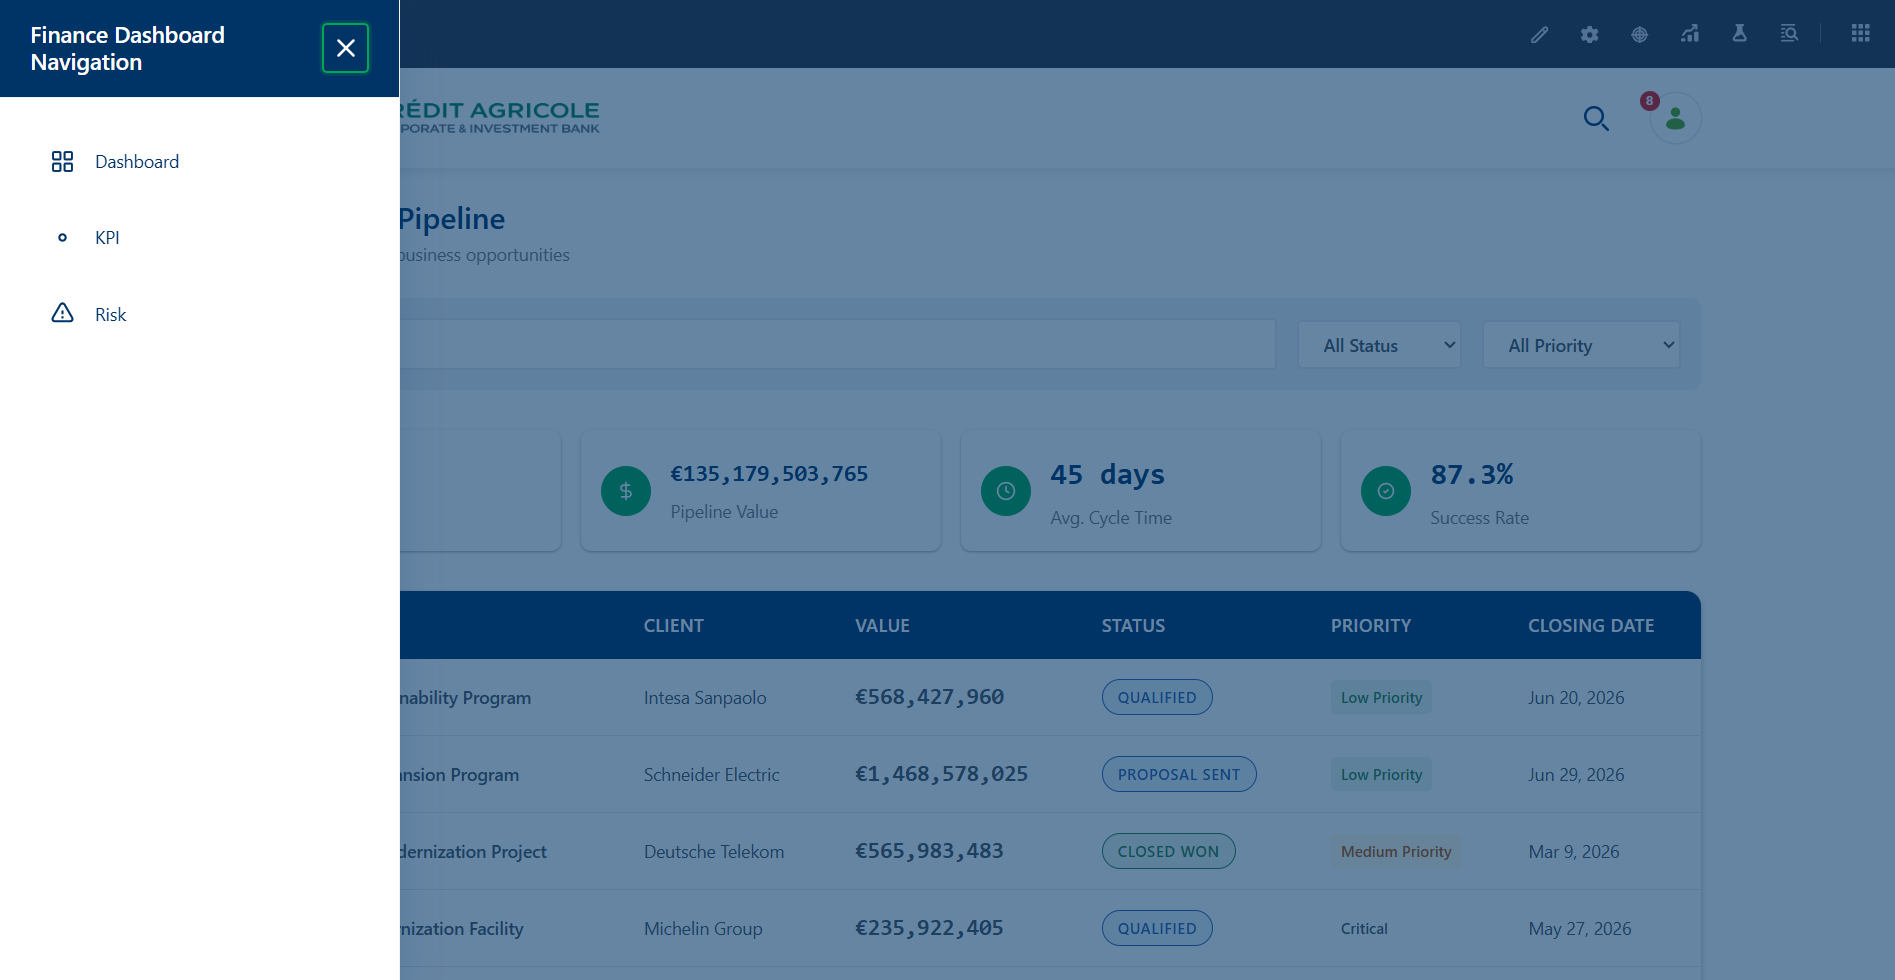 Finance Dashboard
Navigation
Dashboard
KPI
Risk
RÉDIT AGRICOLE
PORATE & INVESTMENT BANK
8
Pipeline
business opportunities
All Status
All Priority
€135,179,503,765
Pipeline Value
45 days
Avg. Cycle Time
87.3%
Success Rate
CLIENT VALUE STATUS PRIORITY CLOSING DATE
nability Program Intesa Sanpaolo €568,427,960 QUALIFIED Low Priority Jun 20, 2026
ansion Program Schneider Electric €1,468,578,025 PROPOSAL SENT Low Priority Jun 29, 2026
dernization Project Deutsche Telekom €565,983,483 CLOSED WON Medium Priority Mar 9, 2026
nization Facility Michelin Group €235,922,405 QUALIFIED Critical May 27, 2026